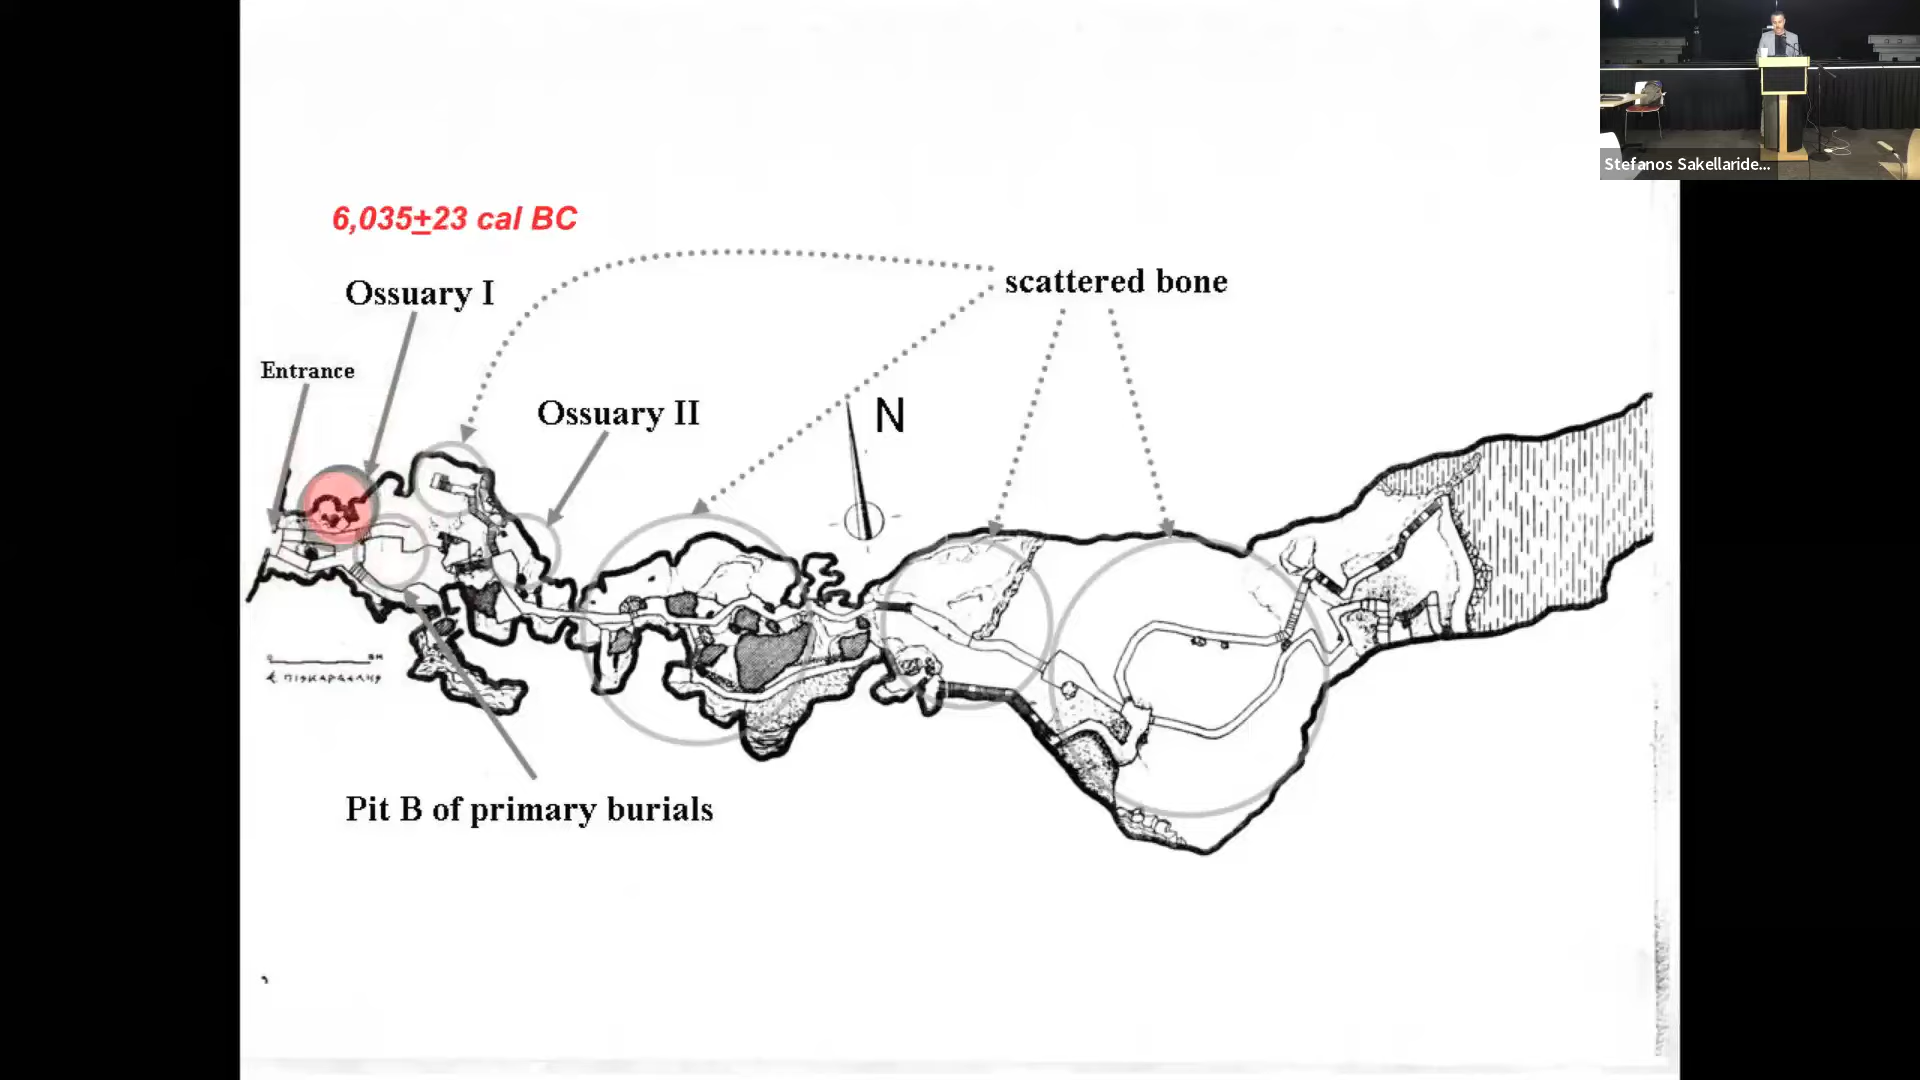 Stefanos Sakellaride...
6,035±23 cal BC
Ossuary I
scattered bone
Entrance
Ossuary II
N
Pit B of primary burials